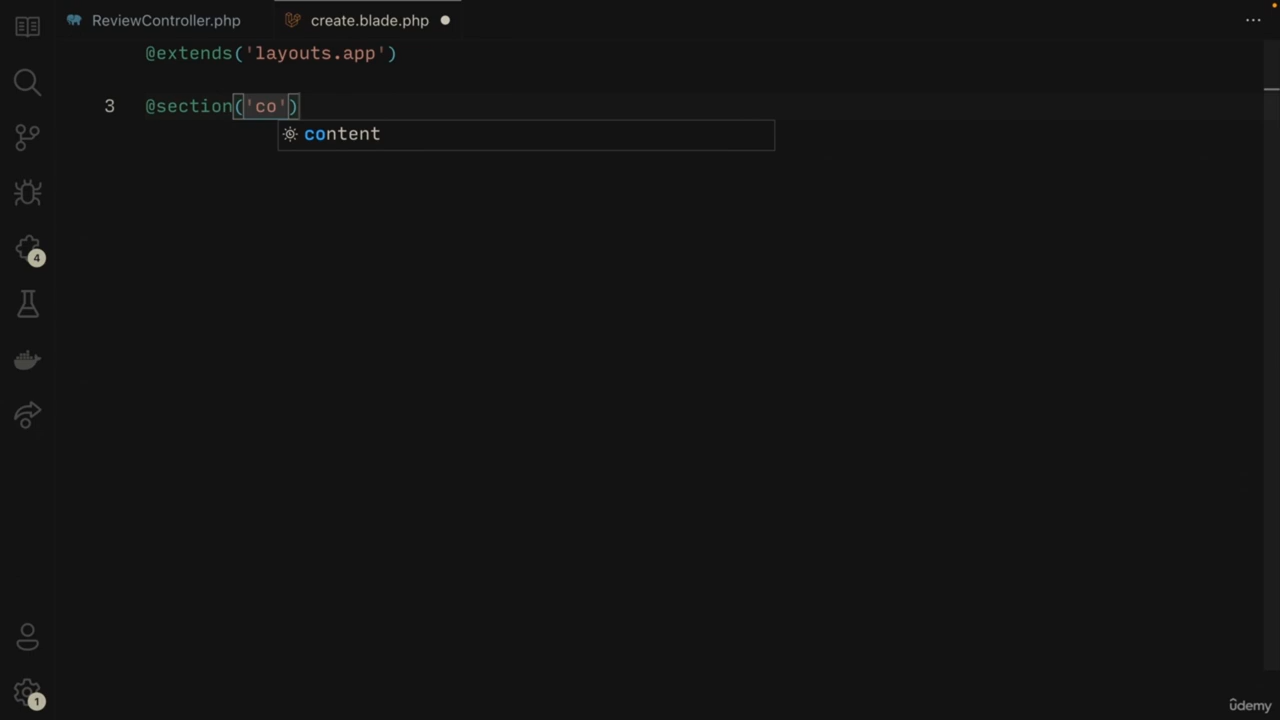 ReviewController.php
create.blade.php
@extends('layouts.app')
3 @section('co')
content
4
1
ûdemy